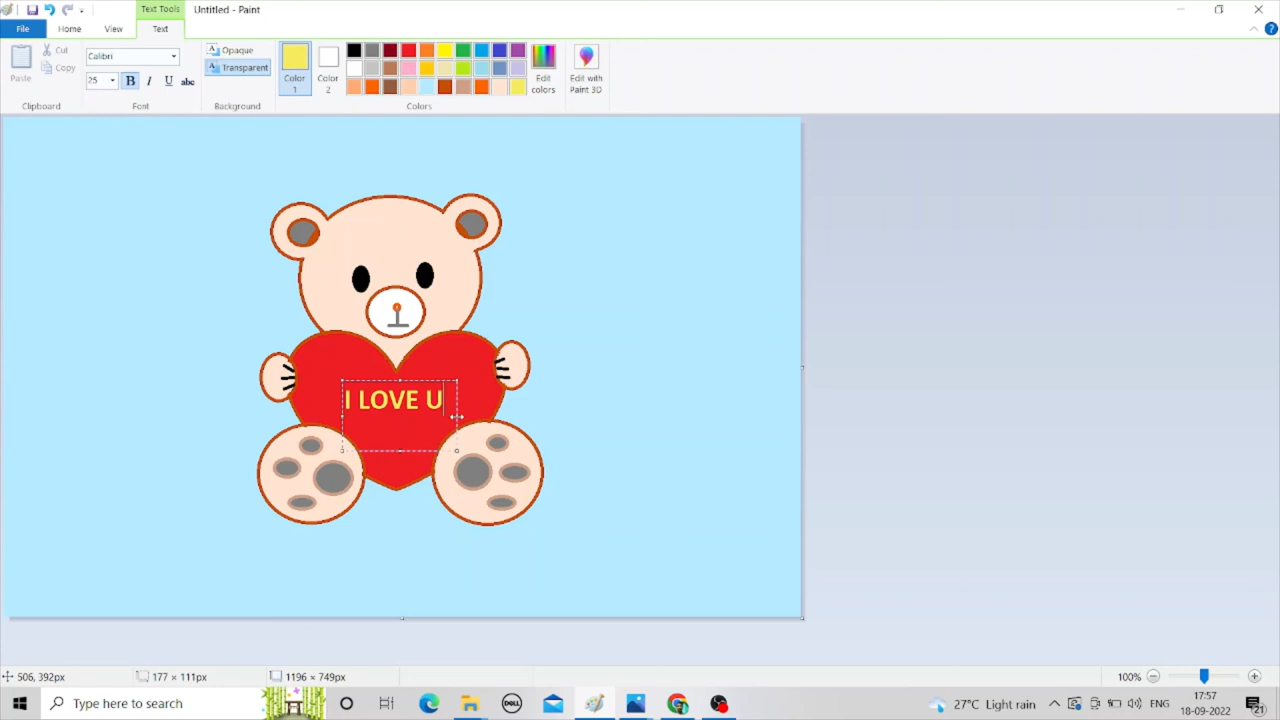 Text Tools
Untitled - Paint
File
Home
View
Text
Paste
Cut
Copy
Clipboard
Calibri
25
B
I
U
abc
Font
Opaque
Transparent
Background
Color
1
Color
2
Edit
colors
Colors
Edit with
Paint 3D
I LOVE U
506, 392px
177 × 111px
1196 × 749px
100%
Type here to search
DELL
27°C Light rain
ENG
17:57
18-09-2022
21